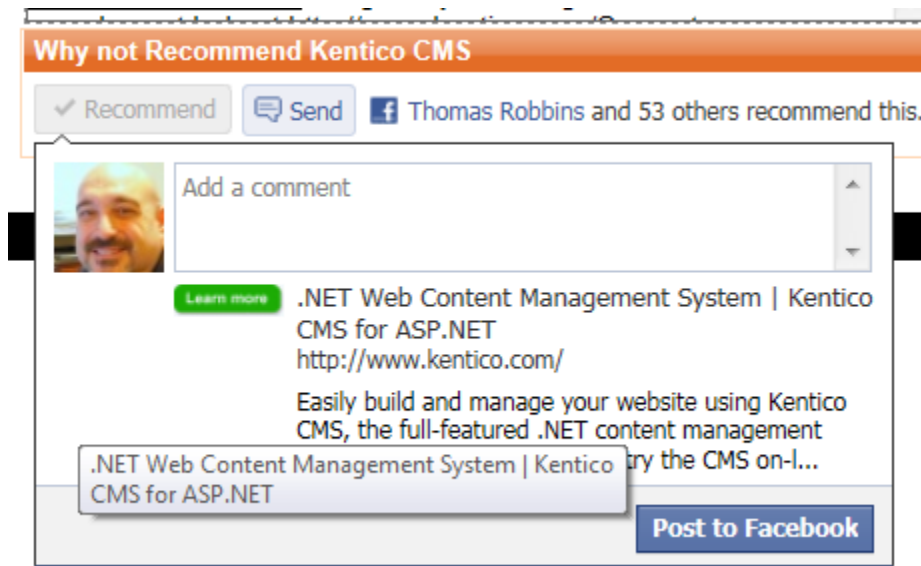 Why not Recommend Kentico CMS
Recommend
Send
Thomas Robbins and 53 others recommend this.
Add a comment
Learn more
.NET Web Content Management System | Kentico
CMS for ASP.NET
http://www.kentico.com/
Easily build and manage your website using Kentico
CMS, the full-featured .NET content management
try the CMS on-l...
.NET Web Content Management System | Kentico
CMS for ASP.NET
Post to Facebook